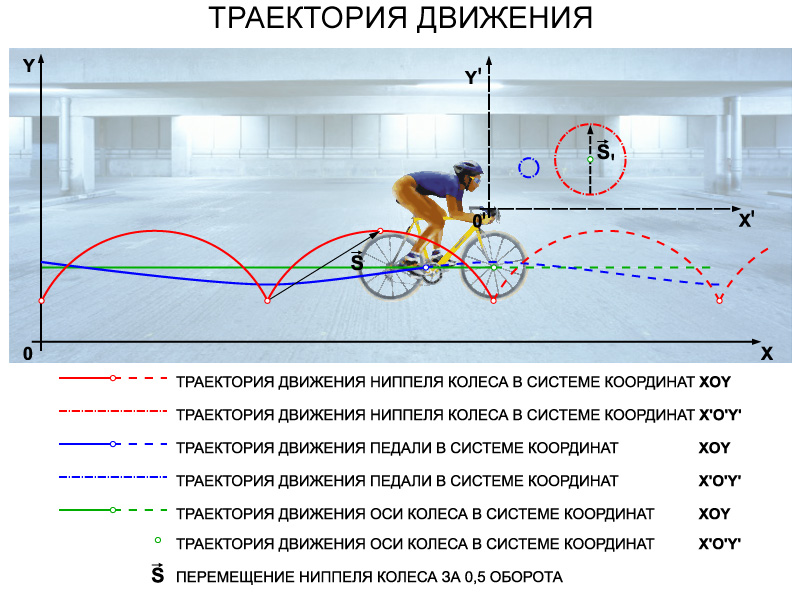 ТРАЕКТОРИЯ ДВИЖЕНИЯ
Y
Y'
S'
0'
X'
S
0
X
ТРАЕКТОРИЯ ДВИЖЕНИЯ НИППЕЛЯ КОЛЕСА В СИСТЕМЕ КООРДИНАТ XOY
ТРАЕКТОРИЯ ДВИЖЕНИЯ НИППЕЛЯ КОЛЕСА В СИСТЕМЕ КООРДИНАТ X'O'Y'
ТРАЕКТОРИЯ ДВИЖЕНИЯ ПЕДАЛИ В СИСТЕМЕ КООРДИНАТ XOY
ТРАЕКТОРИЯ ДВИЖЕНИЯ ПЕДАЛИ В СИСТЕМЕ КООРДИНАТ X'O'Y'
ТРАЕКТОРИЯ ДВИЖЕНИЯ ОСИ КОЛЕСА В СИСТЕМЕ КООРДИНАТ XOY
ТРАЕКТОРИЯ ДВИЖЕНИЯ ОСИ КОЛЕСА В СИСТЕМЕ КООРДИНАТ X'O'Y'
S ПЕРЕМЕЩЕНИЕ НИППЕЛЯ КОЛЕСА ЗА 0,5 ОБОРОТА